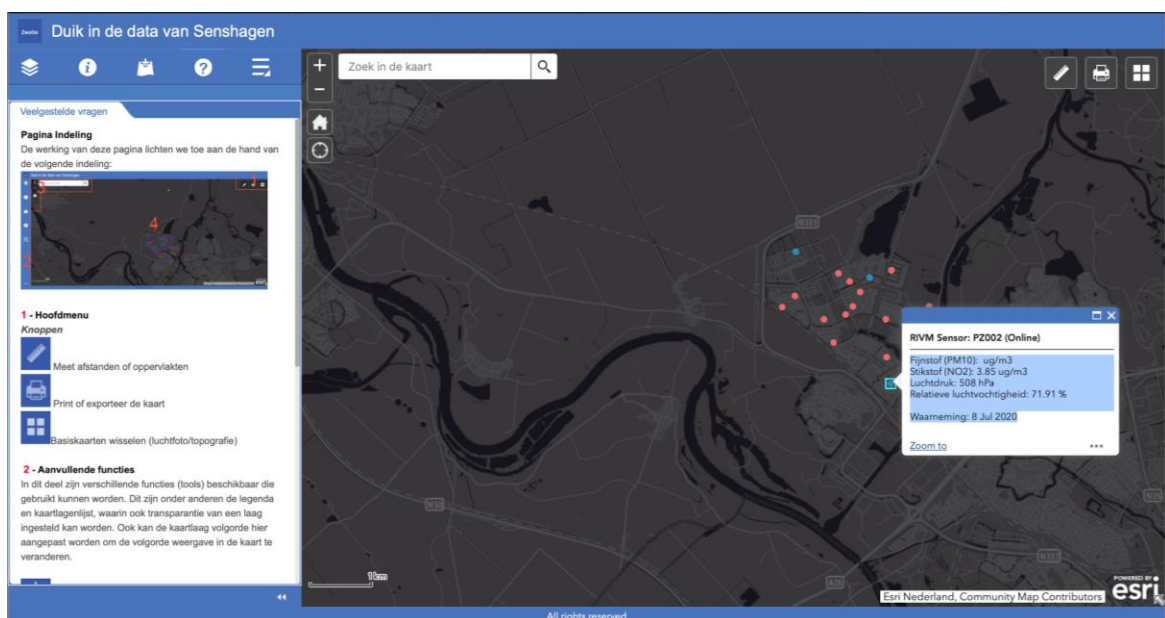 Zwolle
Duik in de data van Senshagen
Veelgestelde vragen
Pagina Indeling
De werking van deze pagina lichten we toe aan de hand van
de volgende indeling:
4
1 - Hoofdmenu
Knoppen
Meet afstanden of oppervlakten
Print of exporteer de kaart
Basiskaarten wisselen (luchtfoto/topografie)
2 - Aanvullende functies
In dit deel zijn verschillende functies (tools) beschikbaar die
gebruikt kunnen worden. Dit zijn onder anderen de legenda
en kaartlagenlijst, waarin ook transparantie van een laag
ingesteld kan worden. Ook kan de kaartlaag volgorde hier
aangepast worden om de volgorde weergave in de kaart te
veranderen.
+
Zoek in de kaart
−
N331
RIVM Sensor: PZ002 (Online)
Fijnstof (PM10): ug/m3
Stikstof (NO2): 3.85 ug/m3
Luchtdruk: 508 hPa
Relatieve luchtvochtigheid: 71.91 %
Waarneming: 8 Jul 2020
Zoom to
•••
N50
N35
N337
A28
1km
POWERED BY
esri
Esri Nederland, Community Map Contributors
All rights reserved